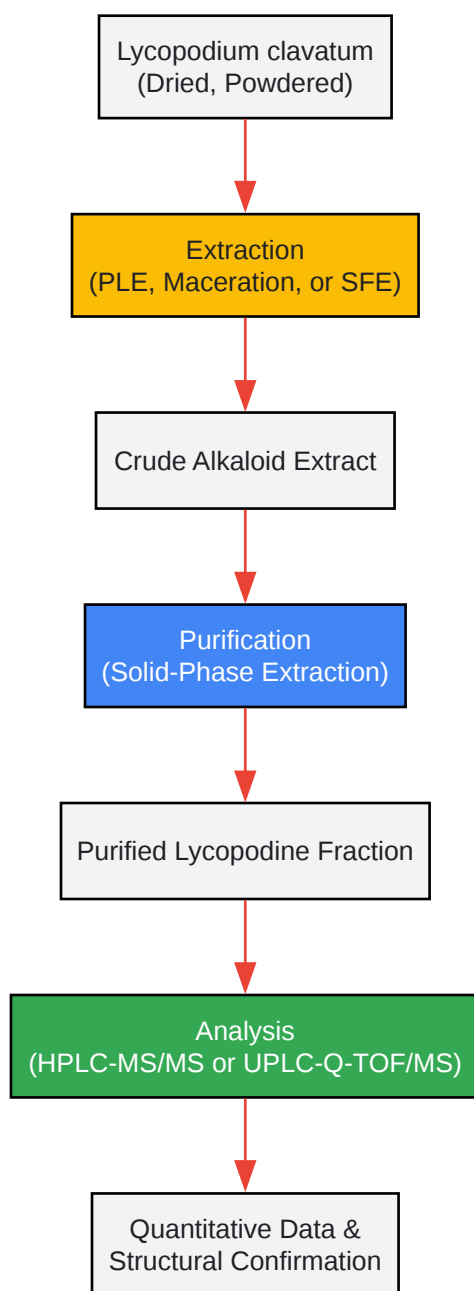 Lycopodium clavatum
(Dried, Powdered)
Extraction
(PLE, Maceration, or SFE)
Crude Alkaloid Extract
Purification
(Solid-Phase Extraction)
Purified Lycopodine Fraction
Analysis
(HPLC-MS/MS or UPLC-Q-TOF/MS)
Quantitative Data &
Structural Confirmation